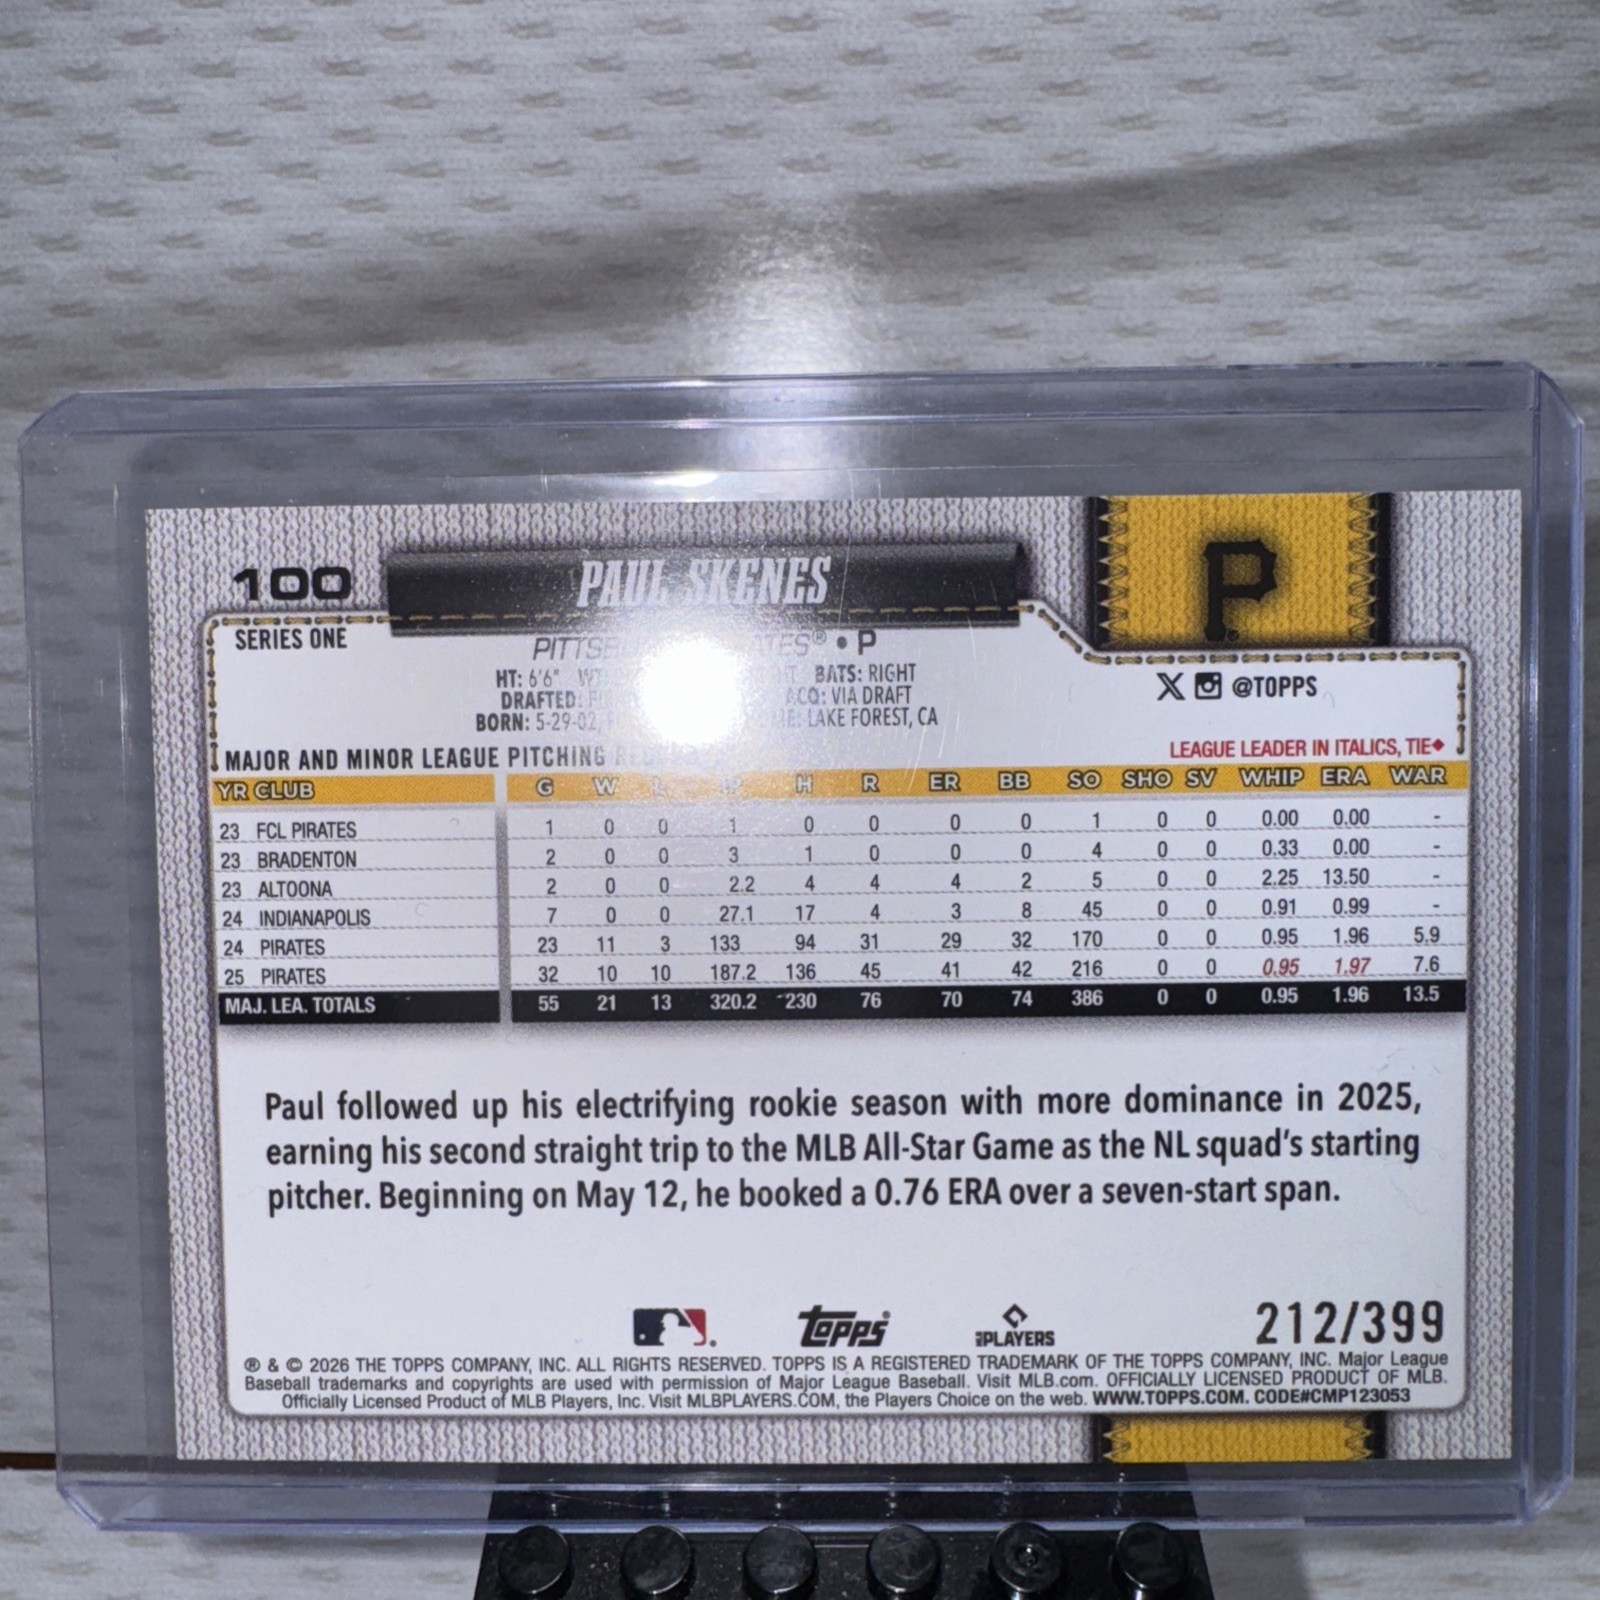 100 PAUL SKENES P
SERIES ONE
• P
HT: 6'6" BATS: RIGHT
DRAFTED: ACQ: VIA DRAFT
BORN: 5-29-02, LAKE FOREST, CA
X @TOPPS
MAJOR AND MINOR LEAGUE PITCHING
LEAGUE LEADER IN ITALICS, TIE◆
YR CLUB G W L IP H R ER BB SO SHO SV WHIP ERA WAR
23 FCL PIRATES 1 0 0 1 0 0 0 0 1 0 0 0.00 0.00 -
23 BRADENTON 2 0 0 3 1 0 0 0 4 0 0 0.33 0.00 -
23 ALTOONA 2 0 0 2.2 4 4 4 2 5 0 0 2.25 13.50 -
24 INDIANAPOLIS 7 0 0 27.1 17 4 3 8 45 0 0 0.91 0.99 -
24 PIRATES 23 11 3 133 94 31 29 32 170 0 0 0.95 1.96 5.9
25 PIRATES 32 10 10 187.2 136 45 41 42 216 0 0 0.95 1.97 7.6
MAJ. LEA. TOTALS 55 21 13 320.2 230 76 70 74 386 0 0 0.95 1.96 13.5
Paul followed up his electrifying rookie season with more dominance in 2025,
earning his second straight trip to the MLB All-Star Game as the NL squad's starting
pitcher. Beginning on May 12, he booked a 0.76 ERA over a seven-start span.
Topps PLAYERS 212/399
® & © 2026 THE TOPPS COMPANY, INC. ALL RIGHTS RESERVED. TOPPS IS A REGISTERED TRADEMARK OF THE TOPPS COMPANY, INC. Major League
Baseball trademarks and copyrights are used with permission of Major League Baseball. Visit MLB.com. OFFICIALLY LICENSED PRODUCT OF MLB.
Officially Licensed Product of MLB Players, Inc. Visit MLBPLAYERS.COM, the Players Choice on the web. WWW.TOPPS.COM. CODE#CMP123053